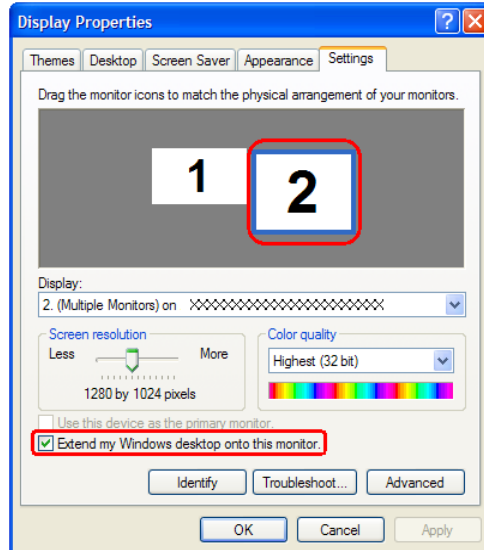 Display Properties
Themes Desktop Screen Saver Appearance Settings
Drag the monitor icons to match the physical arrangement of your monitors.
1 2
Display:
2. (Multiple Monitors) on XXXXXXXXXXXXXXXXXXXXXX
Screen resolution Color quality
Less More Highest (32 bit)
1280 by 1024 pixels
Use this device as the primary monitor.
Extend my Windows desktop onto this monitor.
Identify Troubleshoot... Advanced
OK Cancel Apply